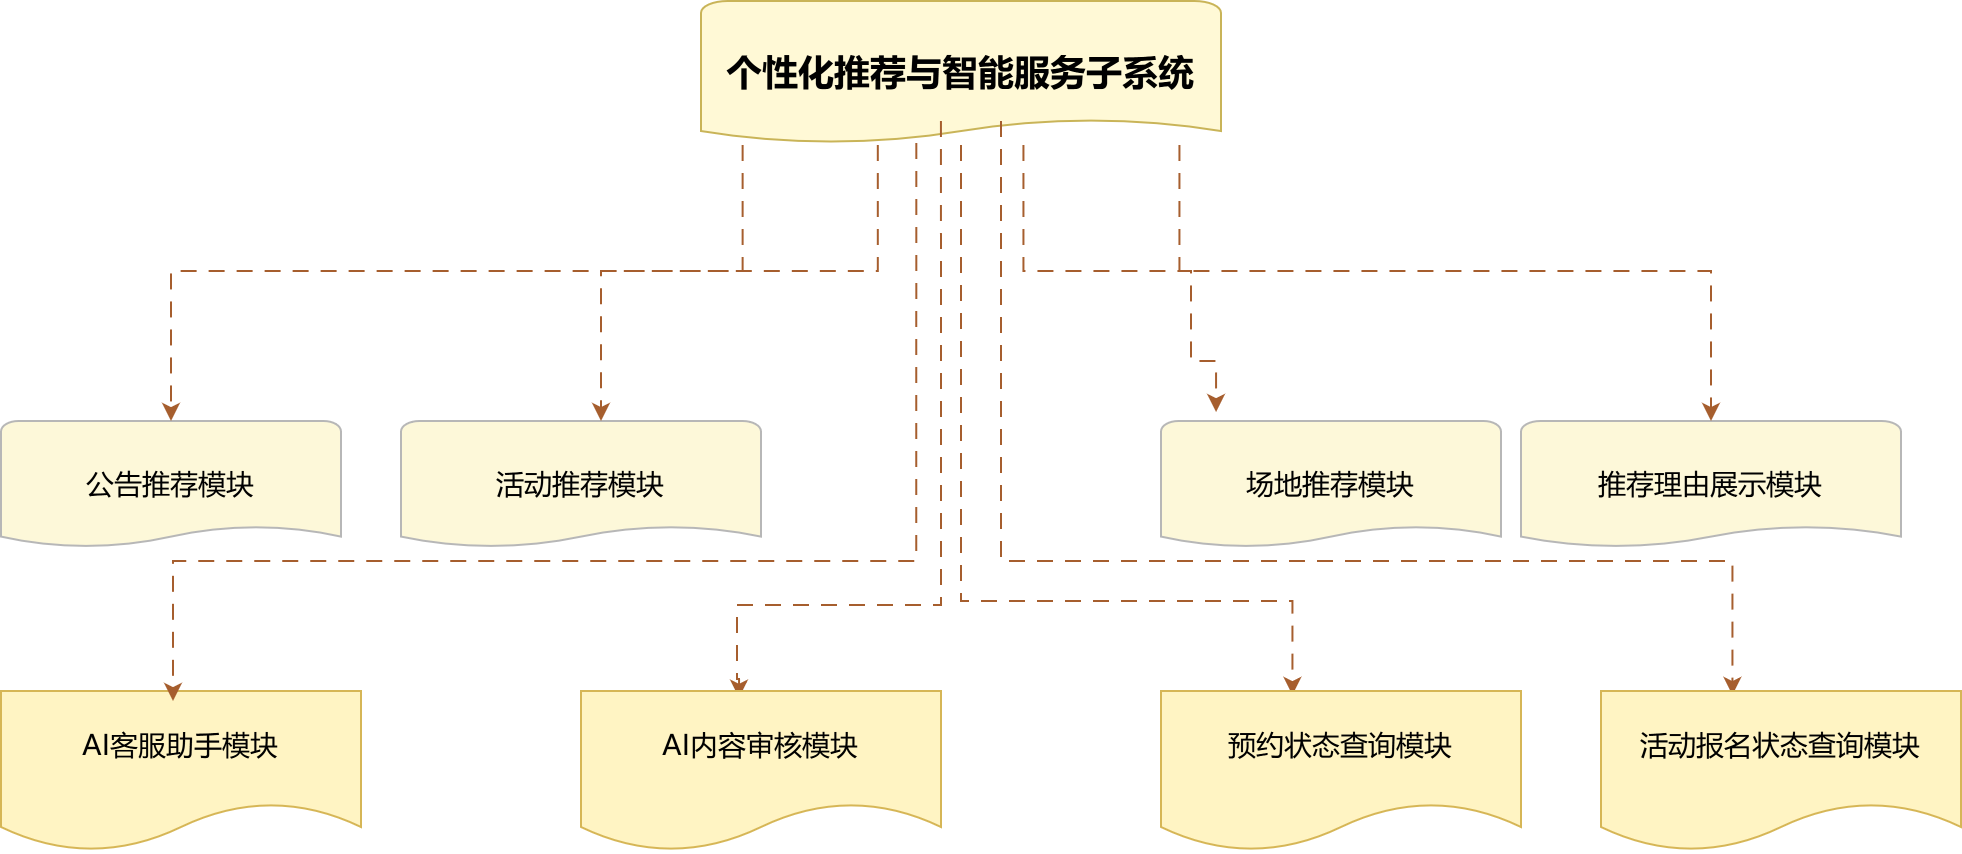 个性化推荐与智能服务子系统
公告推荐模块
活动推荐模块
场地推荐模块
推荐理由展示模块
AI客服助手模块
AI内容审核模块
预约状态查询模块
活动报名状态查询模块